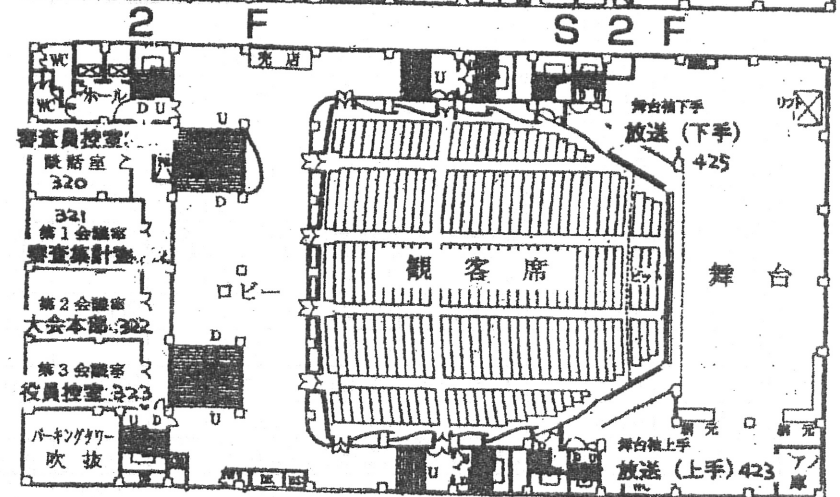 2 F
S 2 F
WC
WC
ホール
D U
売店
U
舞台袖下手
放送 (下手)
425
リフト
審査員控室
談話室
320
U
D
321
第1会議室
審査集計室
第2会議室
大会本部 322
第3会議室
役員控室 323
ロビー
D
U
観客席
ピット
舞台
パーキングタワー
吹抜
U D
U
舞台袖上手
放送 (上手) 423
綱元
綱元